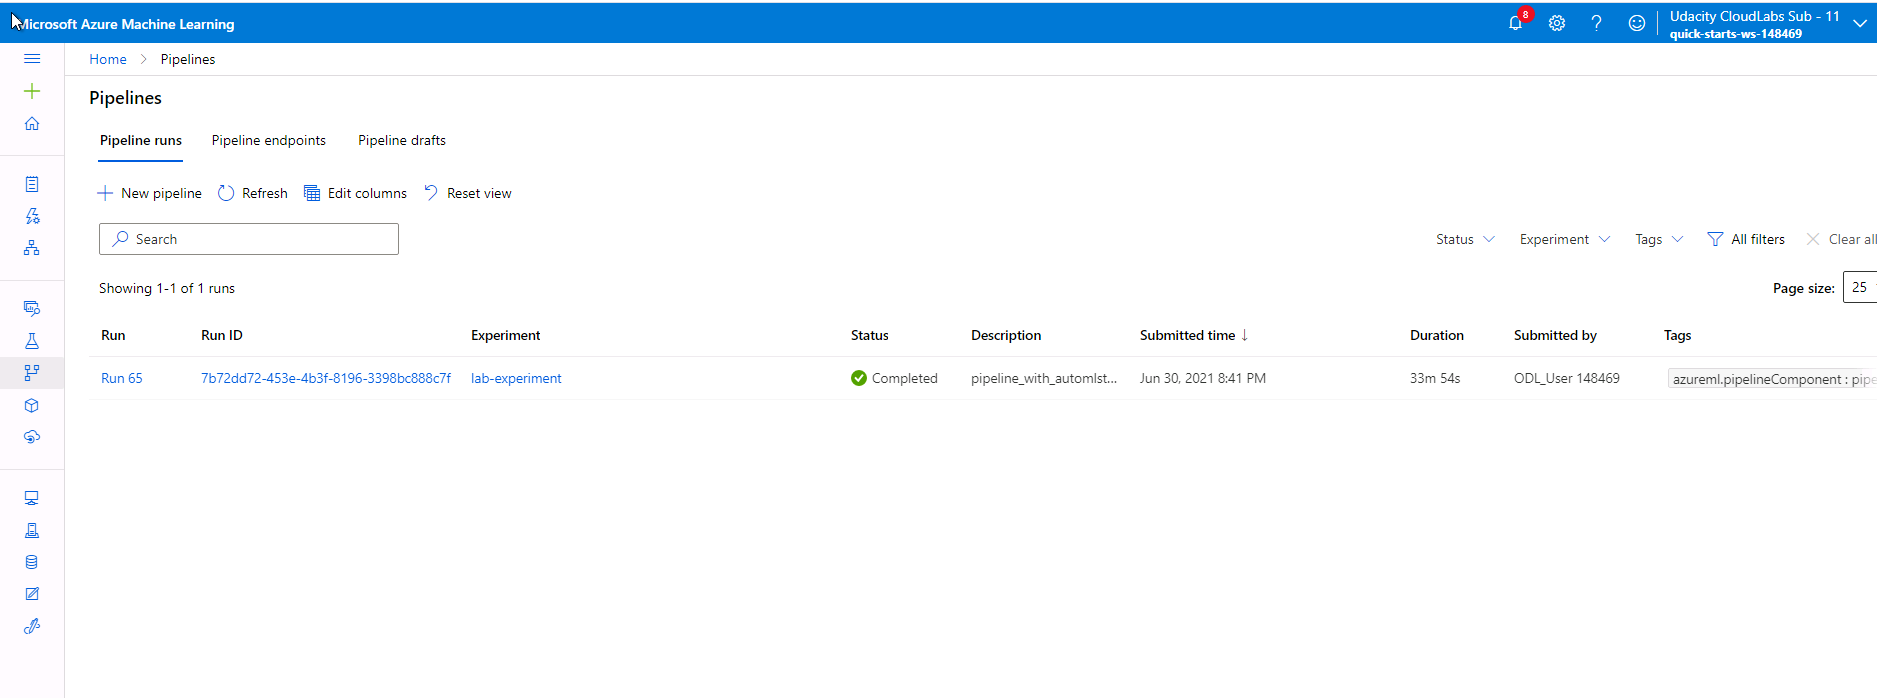 Microsoft Azure Machine Learning
8
Udacity CloudLabs Sub - 11
quick-starts-ws-148469
Home > Pipelines
Pipelines
Pipeline runs Pipeline endpoints Pipeline drafts
New pipeline Refresh Edit columns Reset view
Search
Status Experiment Tags All filters Clear all
Showing 1-1 of 1 runs
Page size: 25
Run Run ID Experiment Status Description Submitted time ↓ Duration Submitted by Tags
Run 65 7b72dd72-453e-4b3f-8196-3398bc888c7f lab-experiment Completed pipeline_with_automlst... Jun 30, 2021 8:41 PM 33m 54s ODL_User 148469 azureml.pipelineComponent : pipe